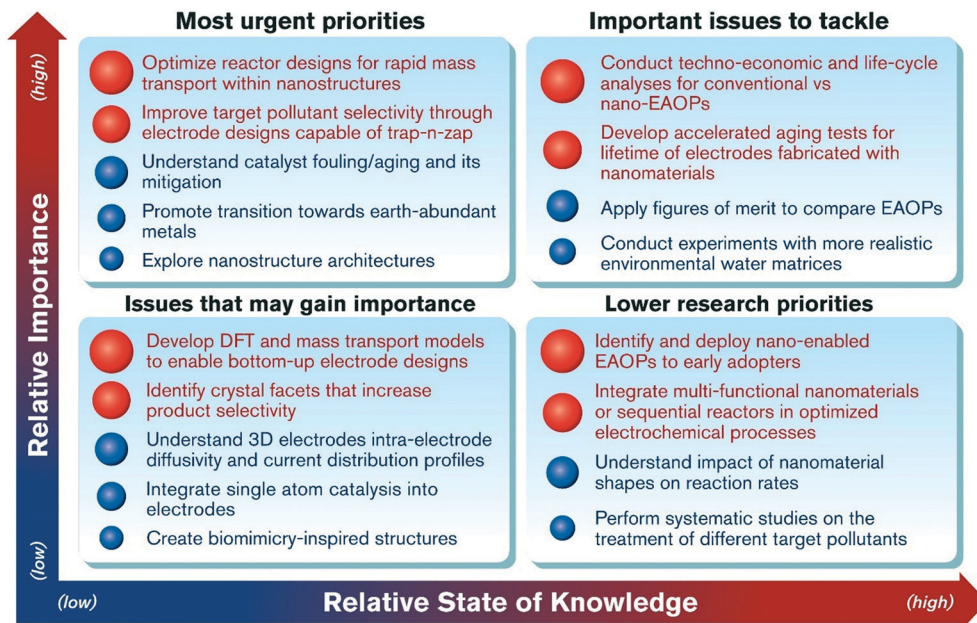 Most urgent priorities
Optimize reactor designs for rapid mass
transport within nanostructures
Improve target pollutant selectivity through
electrode designs capable of trap-n-zap
Understand catalyst fouling/aging and its
mitigation
Promote transition towards earth-abundant
metals
Explore nanostructure architectures
Important issues to tackle
Conduct techno-economic and life-cycle
analyses for conventional vs
nano-EAOPs
Develop accelerated aging tests for
lifetime of electrodes fabricated with
nanomaterials
Apply figures of merit to compare EAOPs
Conduct experiments with more realistic
environmental water matrices
Issues that may gain importance
Develop DFT and mass transport models
to enable bottom-up electrode designs
Identify crystal facets that increase
product selectivity
Understand 3D electrodes intra-electrode
diffusivity and current distribution profiles
Integrate single atom catalysis into
electrodes
Create biomimicry-inspired structures
Lower research priorities
Identify and deploy nano-enabled
EAOPs to early adopters
Integrate multi-functional nanomaterials
or sequential reactors in optimized
electrochemical processes
Understand impact of nanomaterial
shapes on reaction rates
Perform systematic studies on the
treatment of different target pollutants
(high)
Relative Importance
(low)
(low)
Relative State of Knowledge
(high)